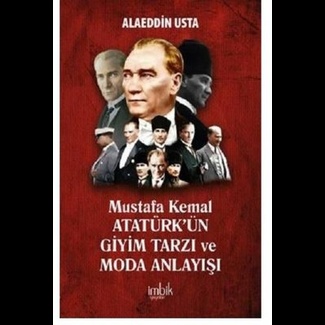 ALAEDDİN USTA
Mustafa Kemal
ATATÜRK'ÜN
GİYİM TARZI ve
MODA ANLAYIŞI
imbik